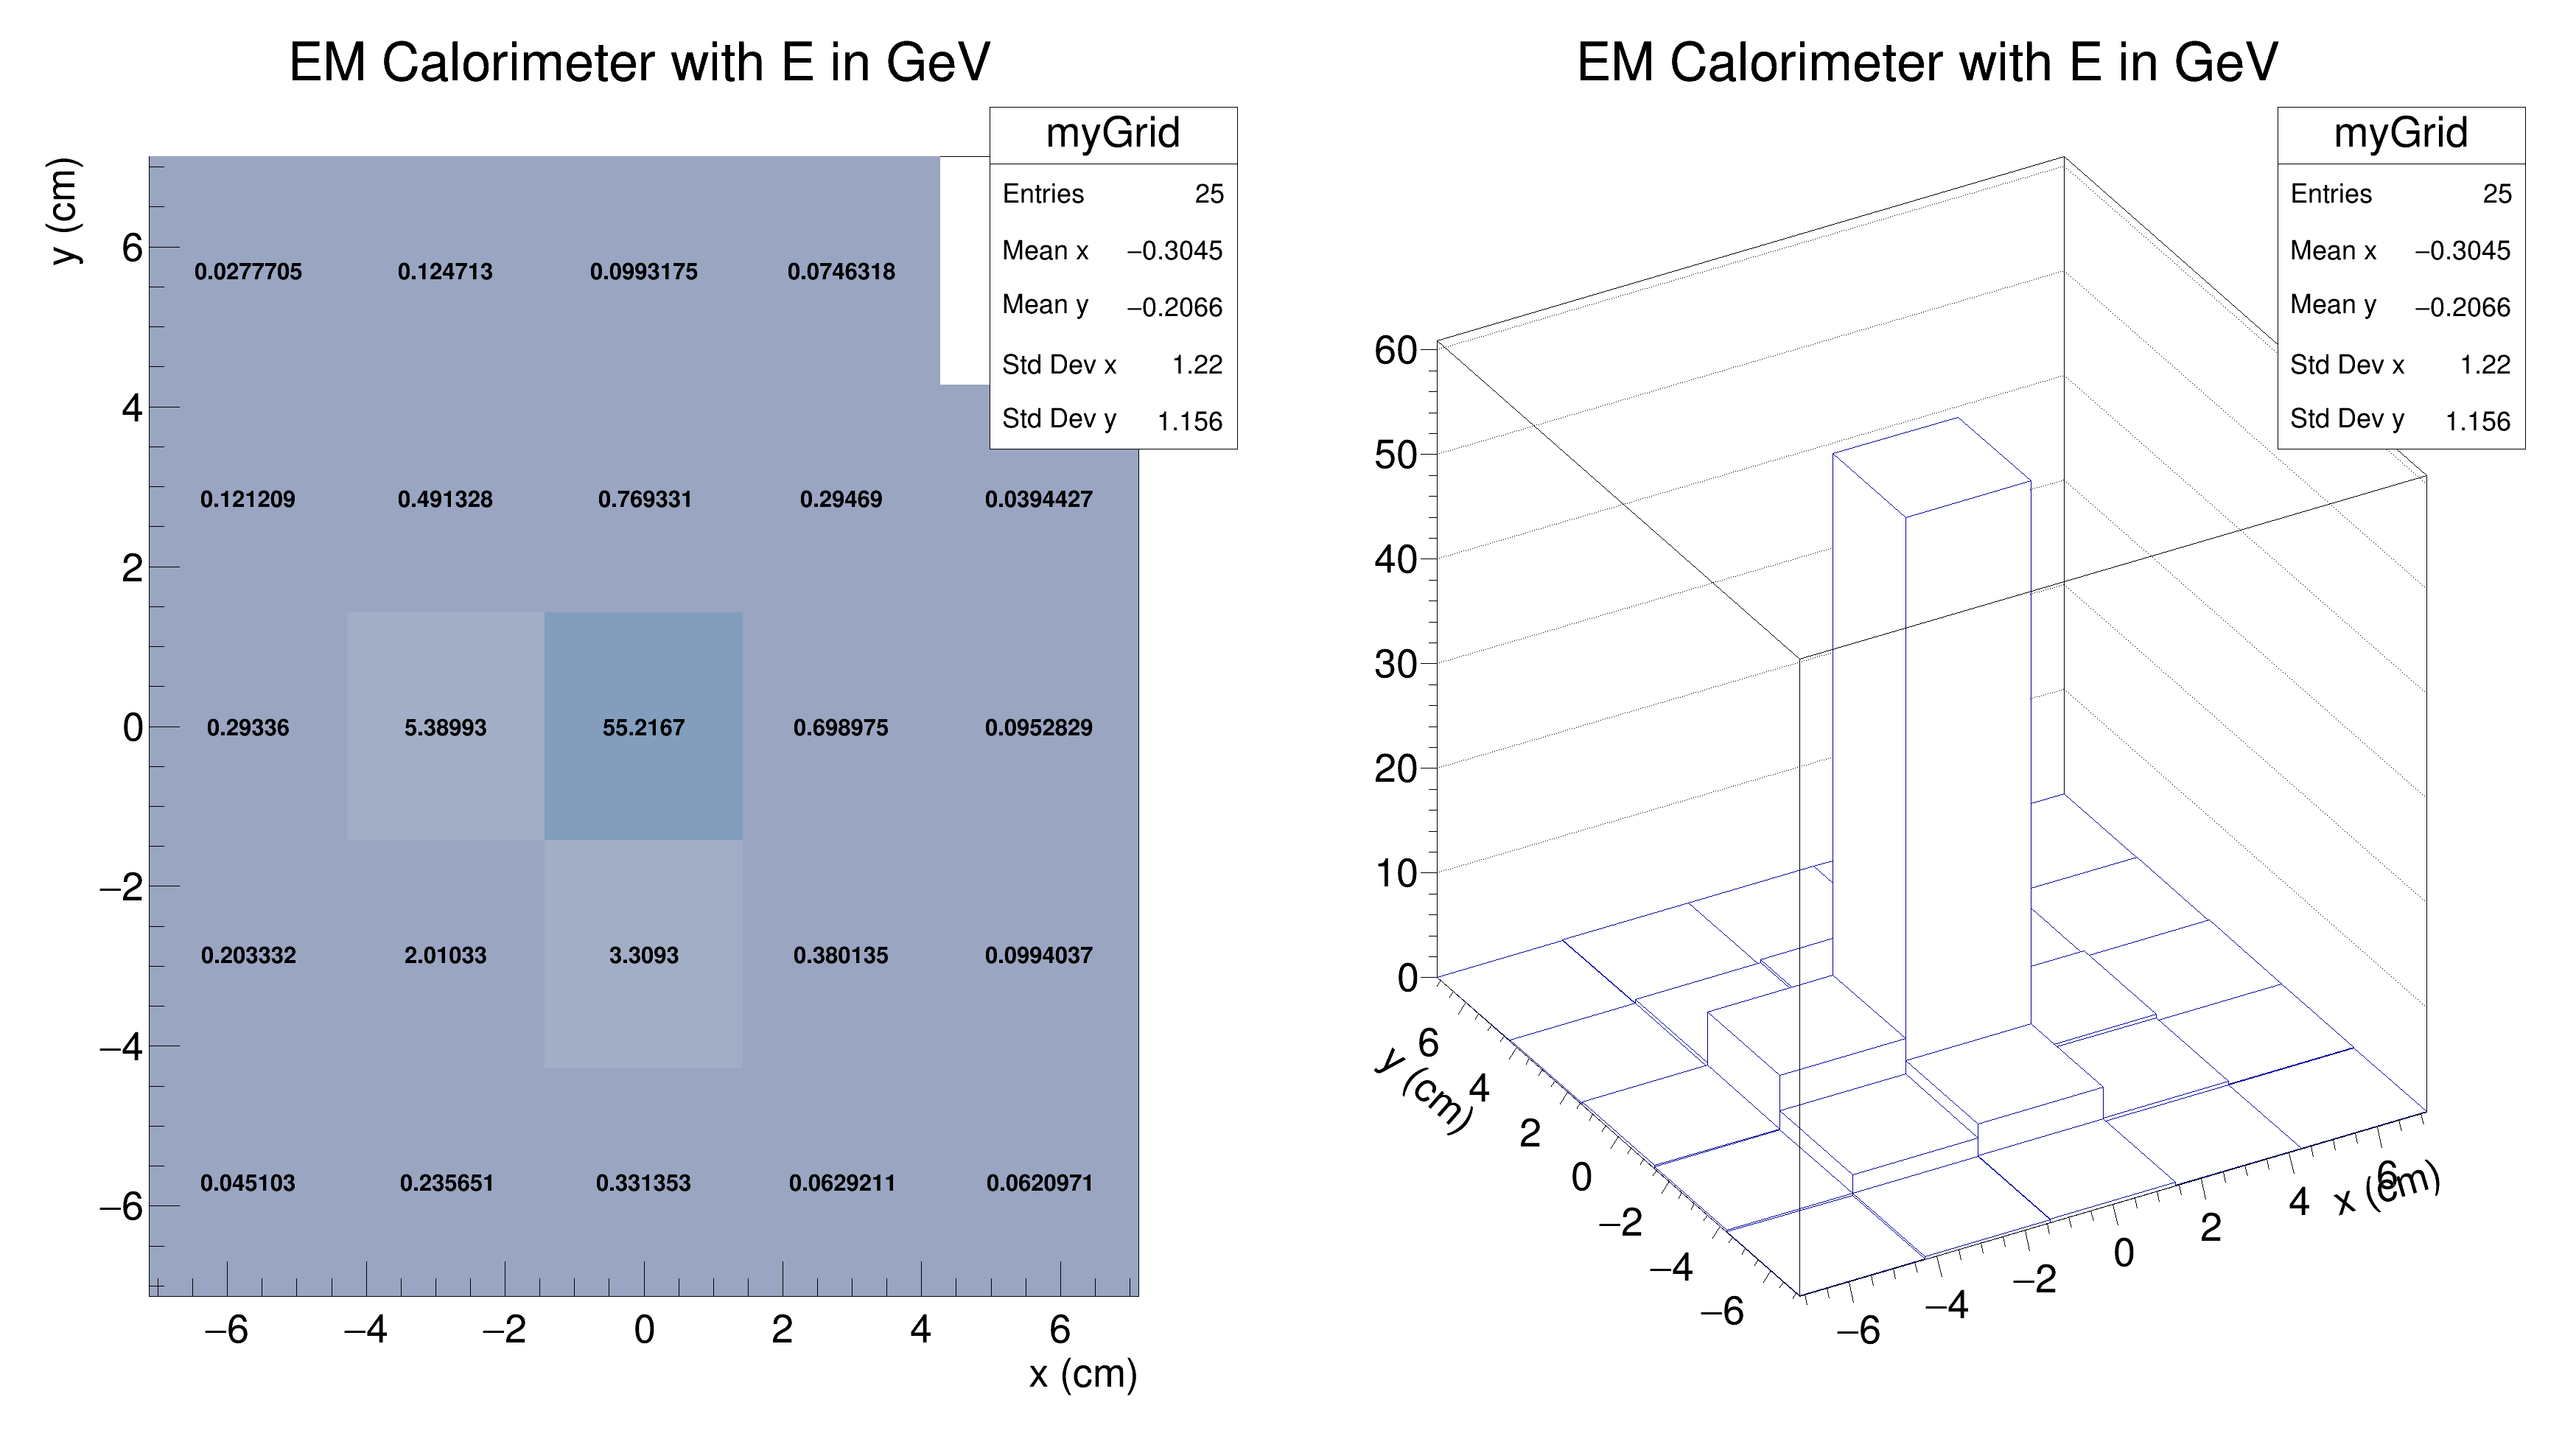 EM Calorimeter with E in GeV
myGrid
Entries 25
Mean x −0.3045
Mean y −0.2066
Std Dev x 1.22
Std Dev y 1.156
y (cm)
6
4
2
0
−2
−4
−6
0.0277705 0.124713 0.0993175 0.0746318
0.121209 0.491328 0.769331 0.29469 0.0394427
0.29336 5.38993 55.2167 0.698975 0.0952829
0.203332 2.01033 3.3093 0.380135 0.0994037
0.045103 0.235651 0.331353 0.0629211 0.0620971
−6 −4 −2 0 2 4 6
x (cm)
EM Calorimeter with E in GeV
myGrid
Entries 25
Mean x −0.3045
Mean y −0.2066
Std Dev x 1.22
Std Dev y 1.156
60
50
40
30
20
10
0
y (cm)
6
4
2
0
−2
−4
−6
−6 −4 −2 0 2 4 6
x (cm)